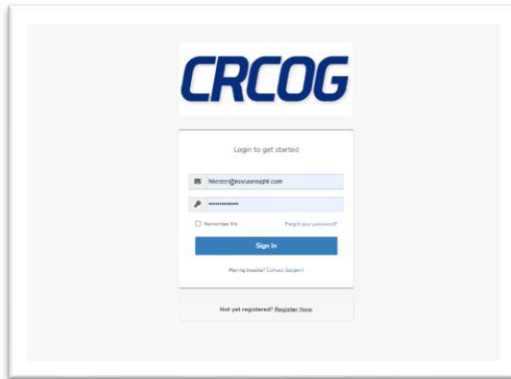 CRCOG
Login to get started
Remember Me
Forgot your password?
Sign In
Having trouble? Contact Support
Not yet registered? Register Now